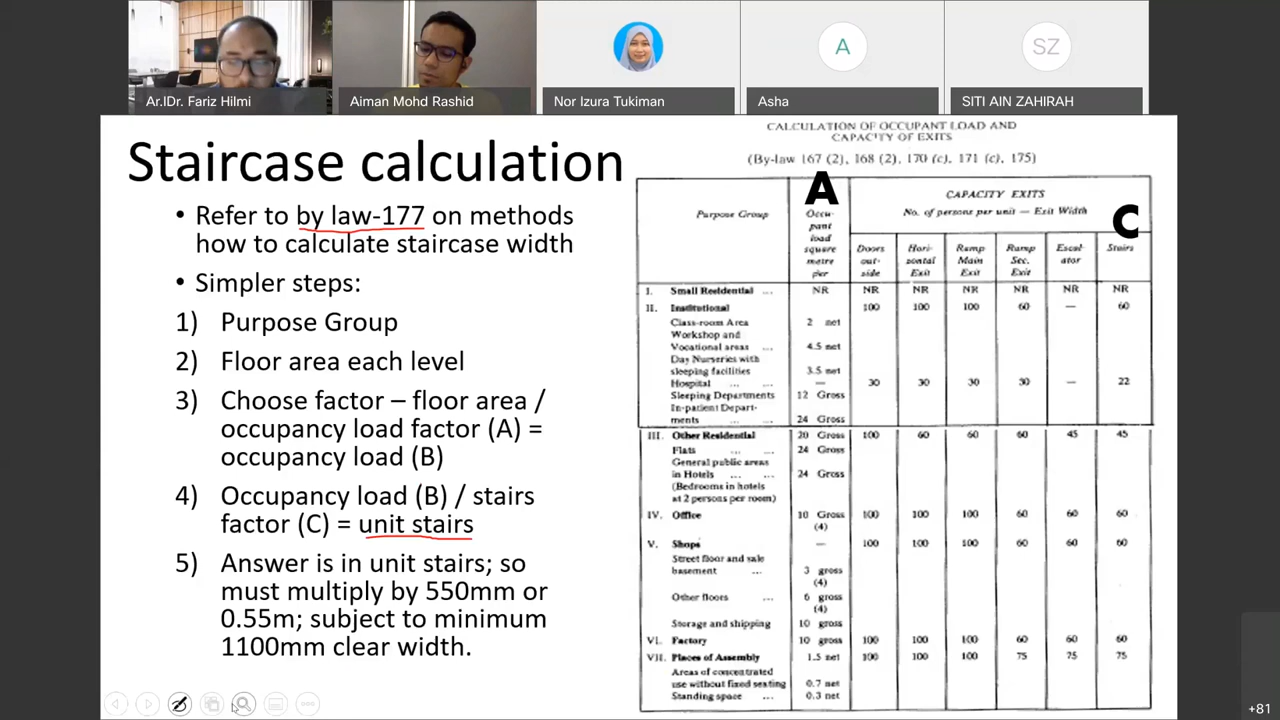 Ar.IDr. Fariz Hilmi
Aiman Mohd Rashid
Nor Izura Tukiman
A
Asha
SZ
SITI AIN ZAHIRAH
Staircase calculation
• Refer to by law-177 on methods
how to calculate staircase width
• Simpler steps:
1) Purpose Group
2) Floor area each level
3) Choose factor – floor area /
occupancy load factor (A) =
occupancy load (B)
4) Occupancy load (B) / stairs
factor (C) = unit stairs
5) Answer is in unit stairs; so
must multiply by 550mm or
0.55m; subject to minimum
1100mm clear width.
CALCULATION OF OCCUPANT LOAD AND
CAPACITY OF EXITS
(By-law 167 (2), 168 (2), 170 (c), 171 (c), 175)
A
C
Purpose Group
Occu-
pant
load
square
metre
per
CAPACITY EXITS
No. of persons per unit — Exit Width
Doors
out-
side
Hori-
zontal
Exit
Ramp
Main
Exit
Ramp
Sec.
Exit
Escal-
ator
Stairs
I. Small Residential ... NR NR NR NR NR NR NR
II. Institutional 100 100 100 60 — 60
Class-room Area 2 net
Workshop and
Vocational areas ... 4.5 net
Day Nurseries with
sleeping facilities 3.5 net
Hospital ... ... — 30 30 30 30 — 22
Sleeping Departments 12 Gross
In-patient Depart-
ments ... 24 Gross
III. Other Residential 20 Gross 100 60 60 60 45 45
Flats ... ... 24 Gross
General public areas
in Hotels ... ... 24 Gross
(Bedrooms in hotels
at 2 persons per room)
IV. Office 10 Gross 100 100 100 60 60 60
(4)
V. Shops — 100 100 100 60 60 60
Street floor and sale
basement ... 3 gross
(4)
Other floors ... 6 gross
(4)
Storage and shipping 10 gross
VI. Factory 10 gross 100 100 100 60 60 60
VII. Places of Assembly 1.5 net 100 100 100 75 75 75
Areas of concentrated
use without fixed seating 0.7 net
Standing space ... 0.3 net
+81